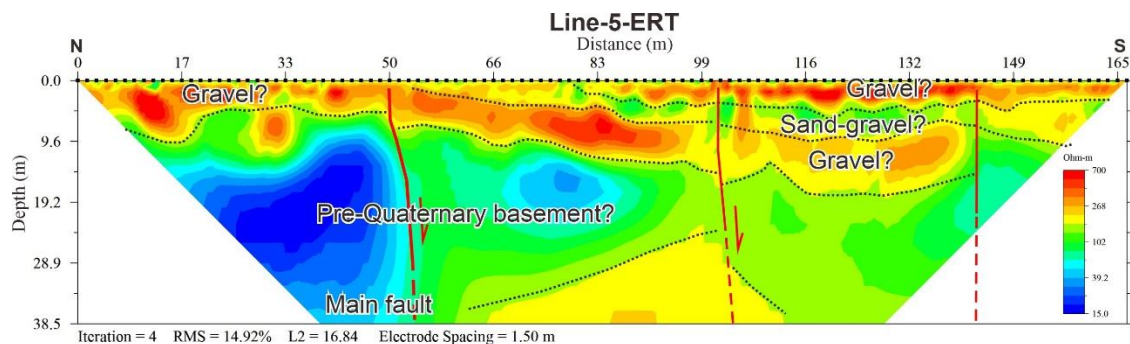 Line-5-ERT
N
Distance (m)
S
0 17 33 50 66 83 99 116 132 149 165
0.0
Gravel?
Gravel?
Sand-gravel?
9.6
Gravel?
Depth (m)
Ohm-m
700
268
102
39.2
15.0
19.2
Pre-Quaternary basement?
28.9
Main fault
38.5
Iteration = 4 RMS = 14.92% L2 = 16.84 Electrode Spacing = 1.50 m